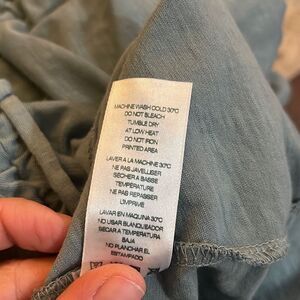 MACHINE WASH COLD 30°C
DO NOT BLEACH
TUMBLE DRY
AT LOW HEAT
DO NOT IRON
PRINTED AREA
LAVER A LA MACHINE 30°C
NE PAS JAVELLISER
SECHER A BASSE
TEMPÉRATURE
NE PAS REPASSER
L'IMPRIMÉ
LAVAR EN MAQUINA 30°C
NO USAR BLANQUEADOR
SECAR A TEMPERATURA
BAJA
NO PLANCHAR EL
ESTAMPADO